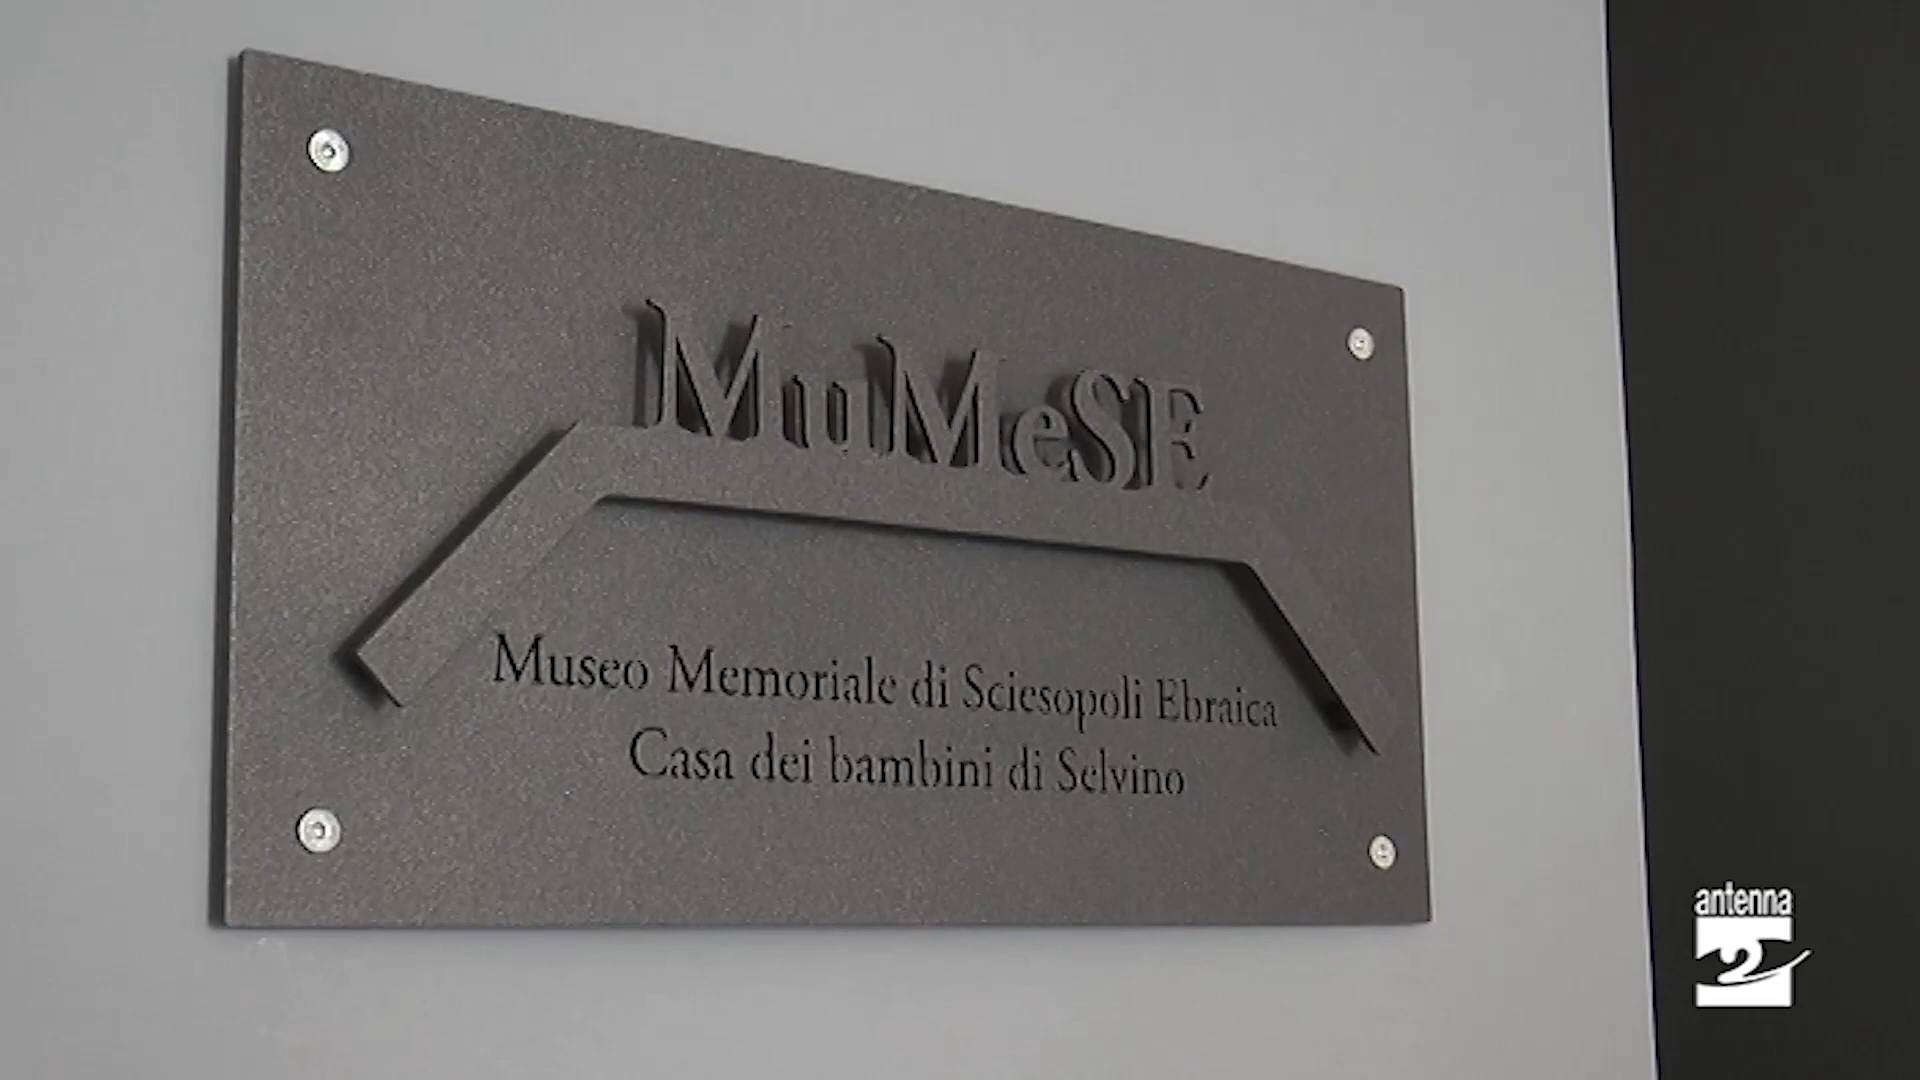 MuMeSE
Museo Memoriale di Sciesopoli Ebraica
Casa dei bambini di Selvino
antenna
2